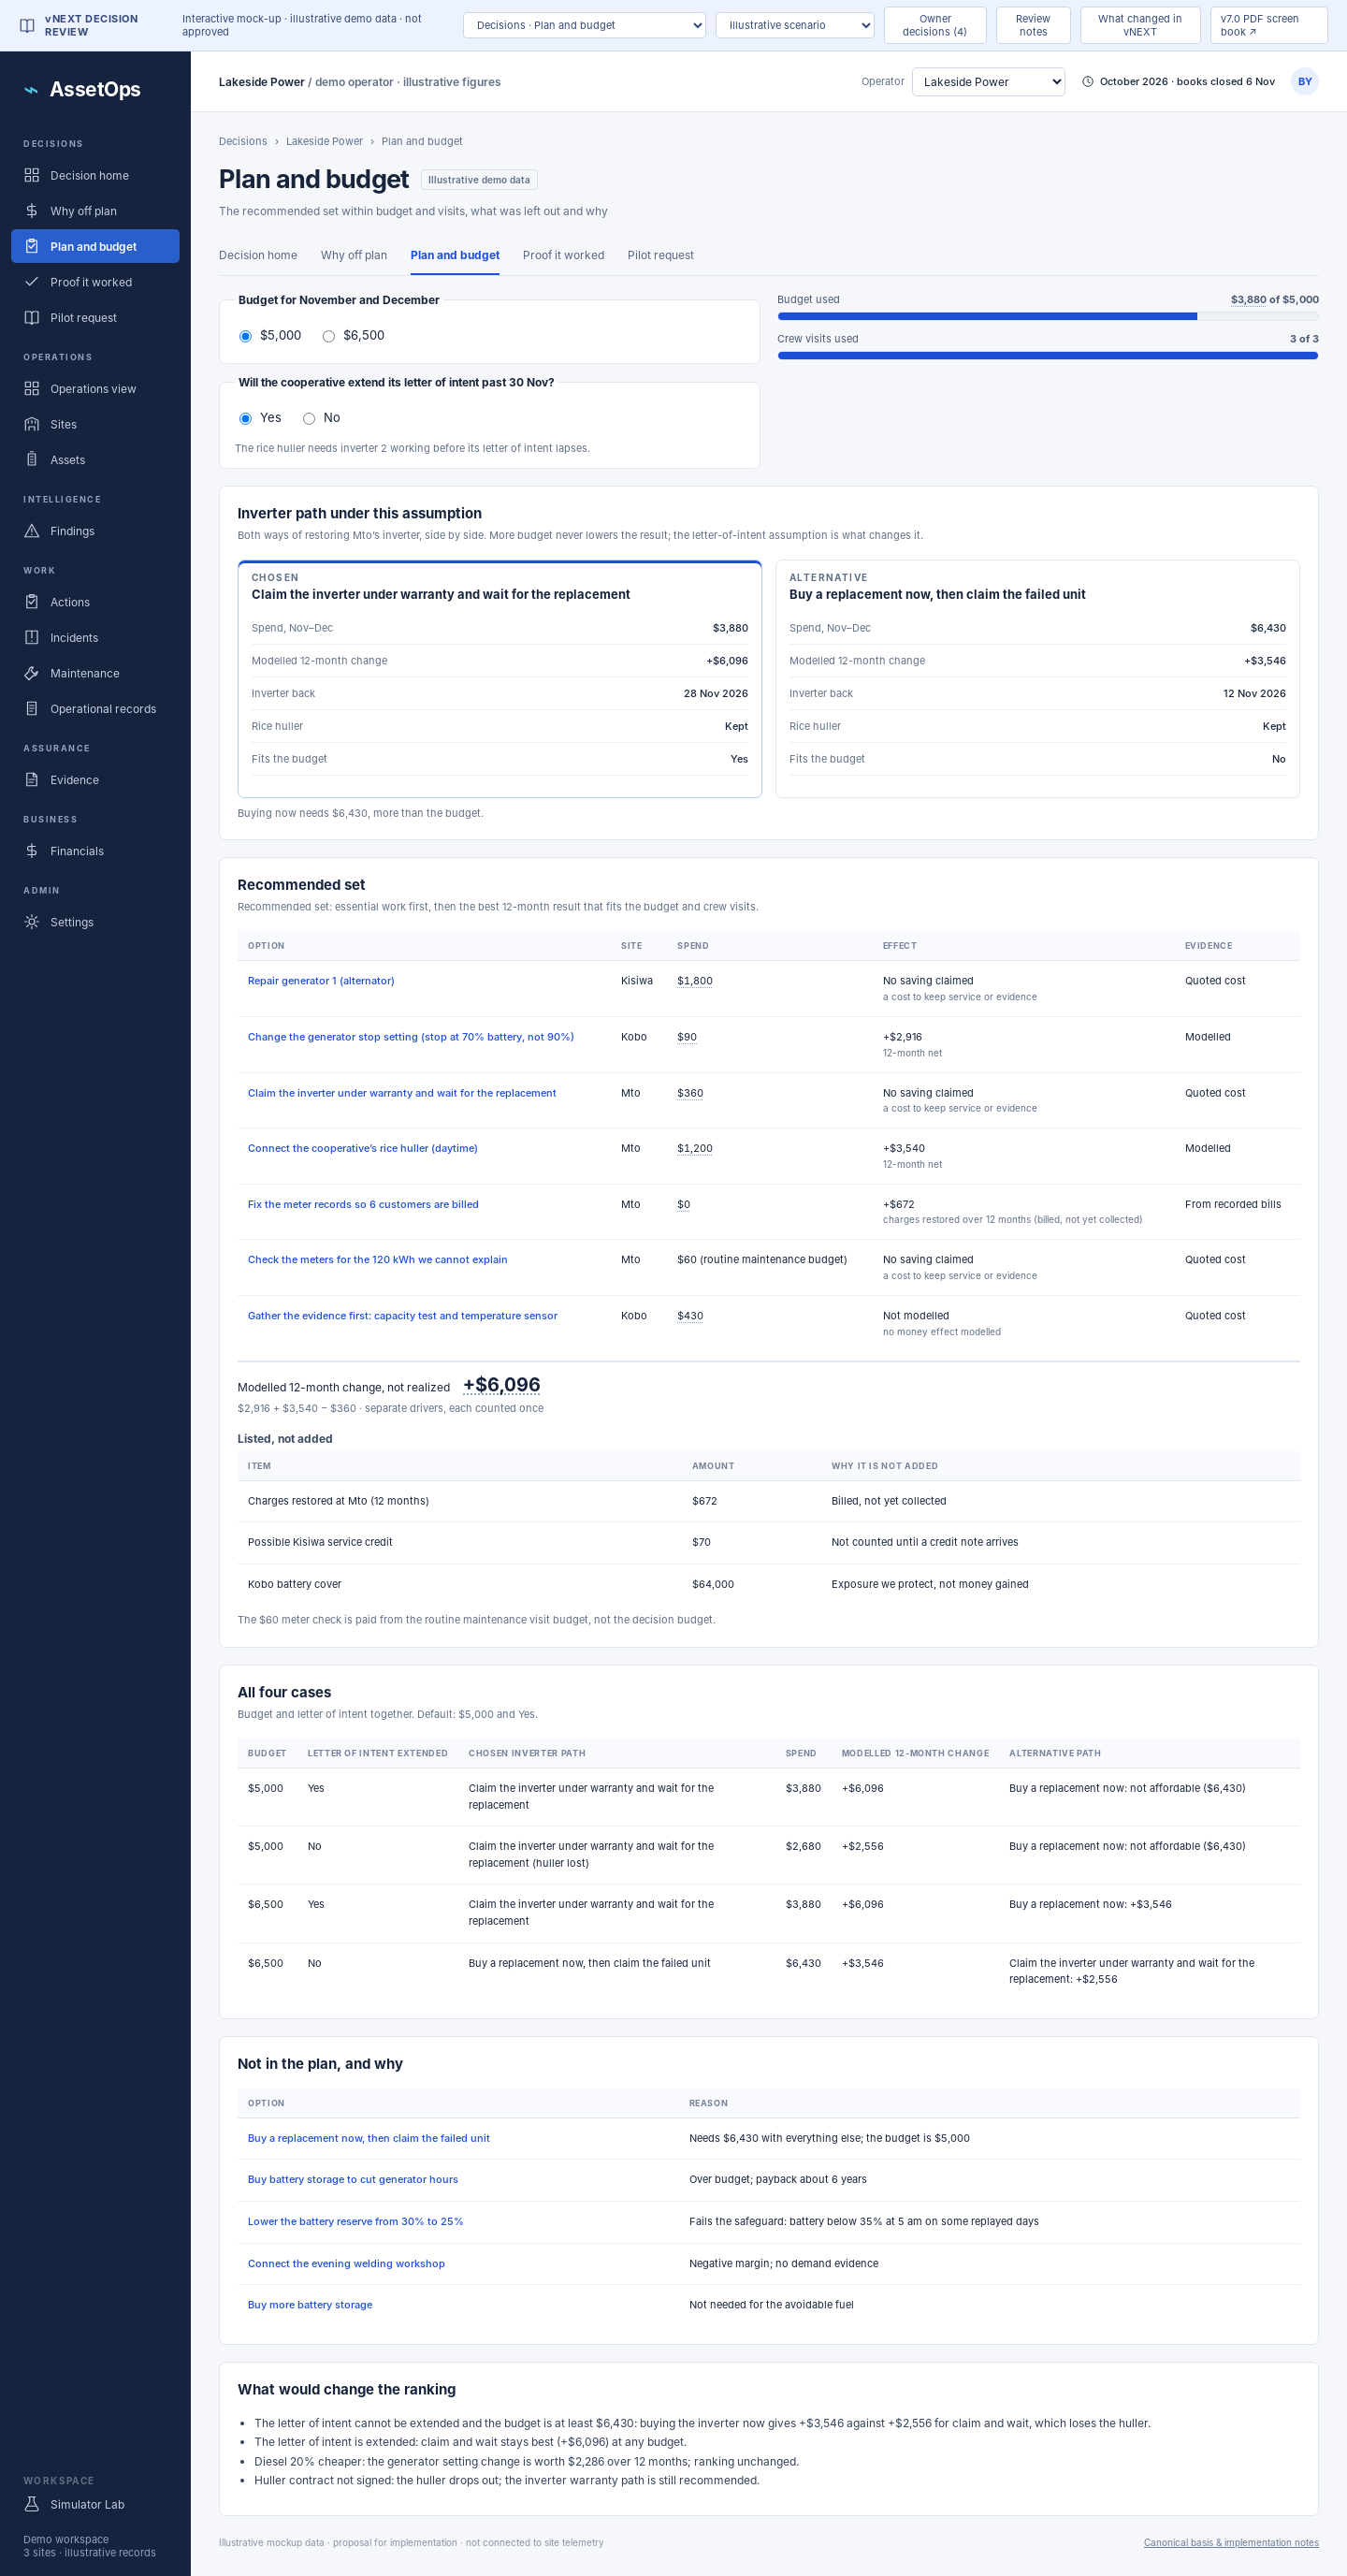 vNEXT DECISION REVIEW
Interactive mock-up · illustrative demo data · not approved
Decisions · Plan and budget
Illustrative scenario
Owner decisions (4)
Review notes
What changed in vNEXT
v7.0 PDF screen book ↗
AssetOps
DECISIONS
Decision home
Why off plan
Plan and budget
Proof it worked
Pilot request
OPERATIONS
Operations view
Sites
Assets
INTELLIGENCE
Findings
WORK
Actions
Incidents
Maintenance
Operational records
ASSURANCE
Evidence
BUSINESS
Financials
ADMIN
Settings
WORKSPACE
Simulator Lab
Demo workspace
3 sites · illustrative records
Lakeside Power / demo operator · illustrative figures
Operator
Lakeside Power
October 2026 · books closed 6 Nov
BY
Decisions › Lakeside Power › Plan and budget
Plan and budget
Illustrative demo data
The recommended set within budget and visits, what was left out and why
Decision home
Why off plan
Plan and budget
Proof it worked
Pilot request
Budget for November and December
$5,000
$6,500
Will the cooperative extend its letter of intent past 30 Nov?
Yes
No
The rice huller needs inverter 2 working before its letter of intent lapses.
Budget used
$3,880 of $5,000
Crew visits used
3 of 3
Inverter path under this assumption
Both ways of restoring Mto's inverter, side by side. More budget never lowers the result; the letter-of-intent assumption is what changes it.
CHOSEN
Claim the inverter under warranty and wait for the replacement
Spend, Nov–Dec $3,880
Modelled 12-month change +$6,096
Inverter back 28 Nov 2026
Rice huller Kept
Fits the budget Yes
ALTERNATIVE
Buy a replacement now, then claim the failed unit
Spend, Nov–Dec $6,430
Modelled 12-month change +$3,546
Inverter back 12 Nov 2026
Rice huller Kept
Fits the budget No
Buying now needs $6,430, more than the budget.
Recommended set
Recommended set: essential work first, then the best 12-month result that fits the budget and crew visits.
OPTION SITE SPEND EFFECT EVIDENCE
Repair generator 1 (alternator) Kisiwa $1,800 No saving claimed Quoted cost
a cost to keep service or evidence
Change the generator stop setting (stop at 70% battery, not 90%) Kobo $90 +$2,916 Modelled
12-month net
Claim the inverter under warranty and wait for the replacement Mto $360 No saving claimed Quoted cost
a cost to keep service or evidence
Connect the cooperative's rice huller (daytime) Mto $1,200 +$3,540 Modelled
12-month net
Fix the meter records so 6 customers are billed Mto $0 +$672 From recorded bills
charges restored over 12 months (billed, not yet collected)
Check the meters for the 120 kWh we cannot explain Mto $60 (routine maintenance budget) No saving claimed Quoted cost
a cost to keep service or evidence
Gather the evidence first: capacity test and temperature sensor Kobo $430 Not modelled Quoted cost
no money effect modelled
Modelled 12-month change, not realized +$6,096
$2,916 + $3,540 − $360 · separate drivers, each counted once
Listed, not added
ITEM AMOUNT WHY IT IS NOT ADDED
Charges restored at Mto (12 months) $672 Billed, not yet collected
Possible Kisiwa service credit $70 Not counted until a credit note arrives
Kobo battery cover $64,000 Exposure we protect, not money gained
The $60 meter check is paid from the routine maintenance visit budget, not the decision budget.
All four cases
Budget and letter of intent together. Default: $5,000 and Yes.
BUDGET LETTER OF INTENT EXTENDED CHOSEN INVERTER PATH SPEND MODELLED 12-MONTH CHANGE ALTERNATIVE PATH
$5,000 Yes Claim the inverter under warranty and wait for the replacement $3,880 +$6,096 Buy a replacement now: not affordable ($6,430)
$5,000 No Claim the inverter under warranty and wait for the replacement (huller lost) $2,680 +$2,556 Buy a replacement now: not affordable ($6,430)
$6,500 Yes Claim the inverter under warranty and wait for the replacement $3,880 +$6,096 Buy a replacement now: +$3,546
$6,500 No Buy a replacement now, then claim the failed unit $6,430 +$3,546 Claim the inverter under warranty and wait for the replacement: +$2,556
Not in the plan, and why
OPTION REASON
Buy a replacement now, then claim the failed unit Needs $6,430 with everything else; the budget is $5,000
Buy battery storage to cut generator hours Over budget; payback about 6 years
Lower the battery reserve from 30% to 25% Fails the safeguard: battery below 35% at 5 am on some replayed days
Connect the evening welding workshop Negative margin; no demand evidence
Buy more battery storage Not needed for the avoidable fuel
What would change the ranking
• The letter of intent cannot be extended and the budget is at least $6,430: buying the inverter now gives +$3,546 against +$2,556 for claim and wait, which loses the huller.
• The letter of intent is extended: claim and wait stays best (+$6,096) at any budget.
• Diesel 20% cheaper: the generator setting change is worth $2,286 over 12 months; ranking unchanged.
• Huller contract not signed: the huller drops out; the inverter warranty path is still recommended.
Illustrative mockup data · proposal for implementation · not connected to site telemetry
Canonical basis & implementation notes